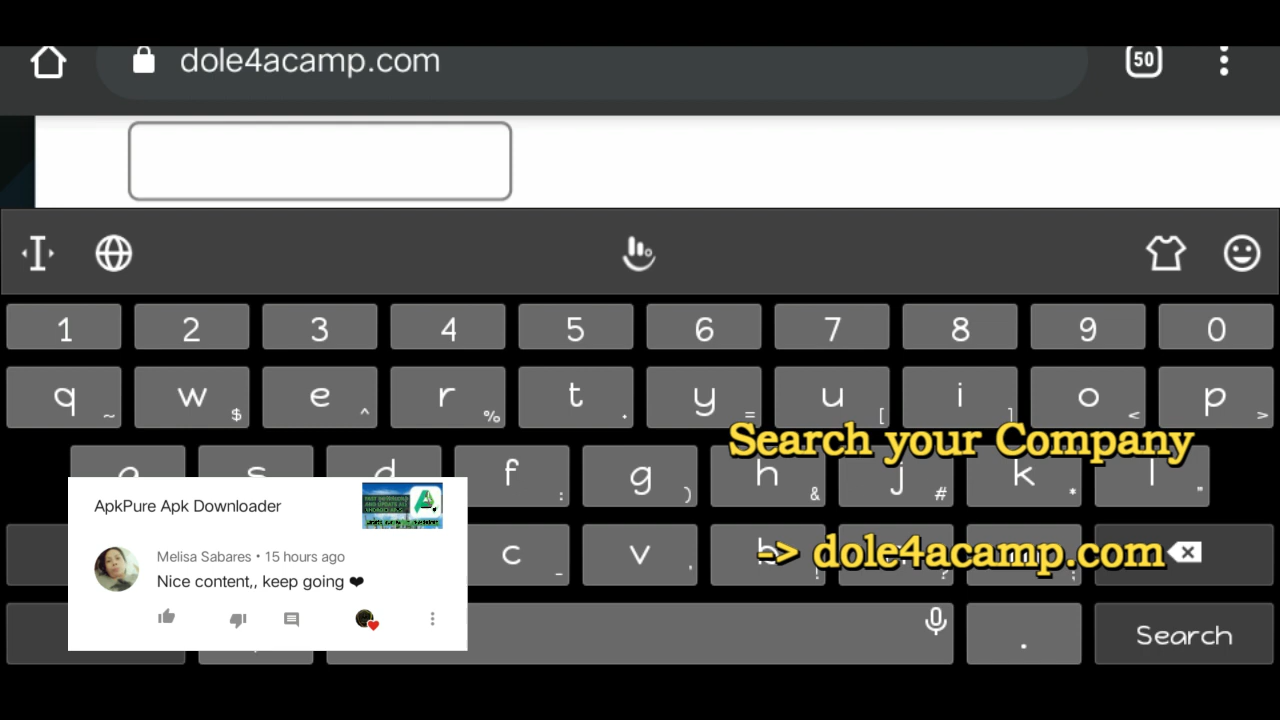 dole4acamp.com
50
1 2 3 4 5 6 7 8 9 0
q w e r t y u i o p
~ $ ^ % = [ ] < >
Search your Company
s d f g h j k l
: ) & # * "
ApkPure Apk Downloader
Melisa Sabares • 15 hours ago
Nice content,, keep going ❤
c v b
-> dole4acamp.com
_ ! ? ;
. Search